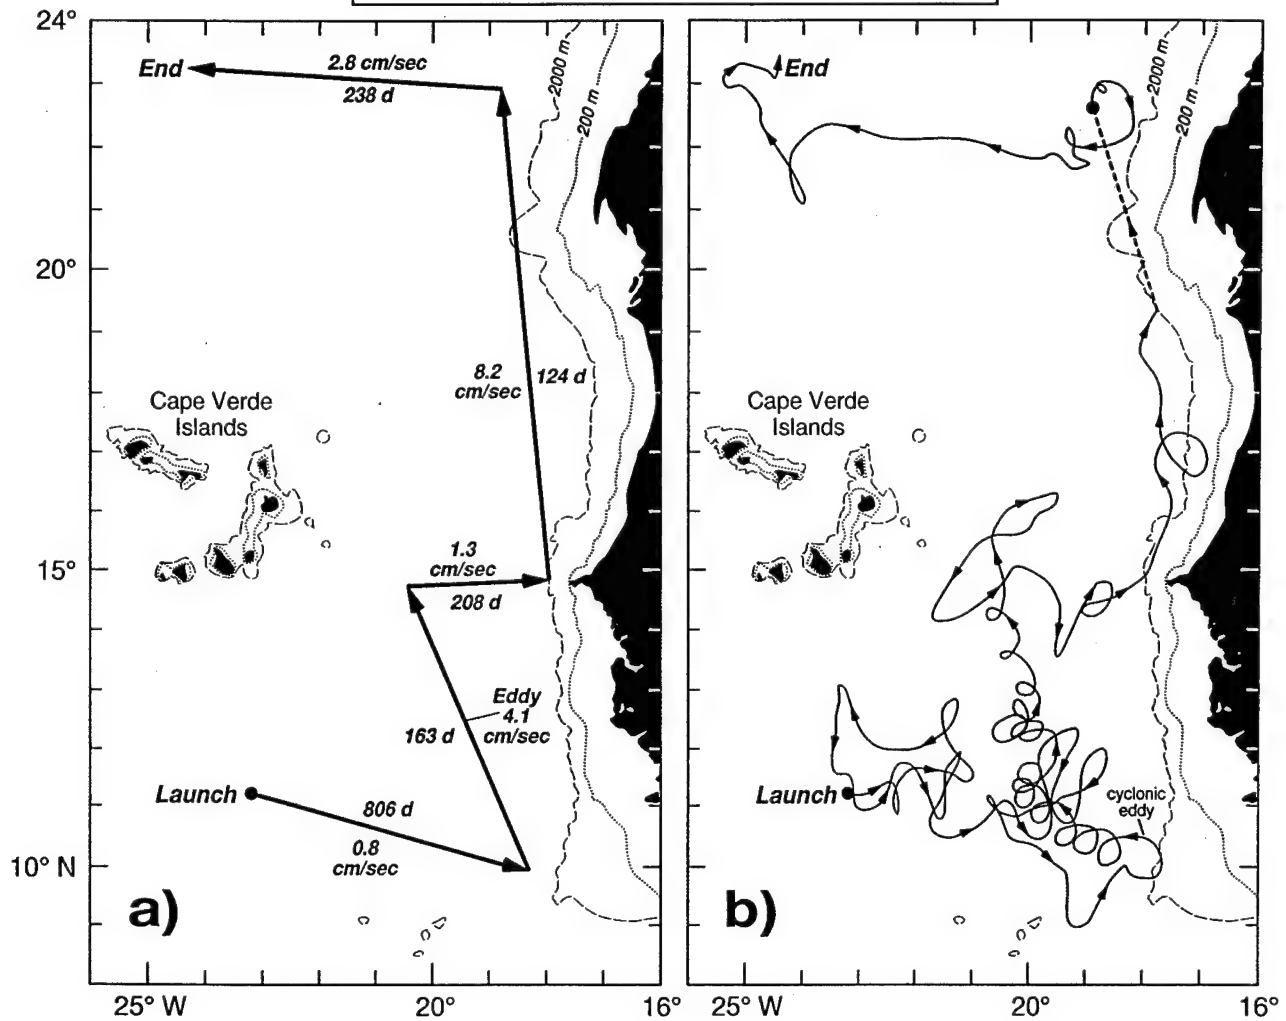 24°
20°
15°
10° N
25° W
20°
16°
End
2.8 cm/sec
238 d
2000 m
200 m
8.2
cm/sec
124 d
Cape Verde
Islands
1.3
cm/sec
208 d
Eddy
4.1
cm/sec
163 d
Launch
806 d
0.8
cm/sec
a)
End
2000 m
200 m
Cape Verde
Islands
Launch
cyclonic
eddy
b)
25° W
20°
16°